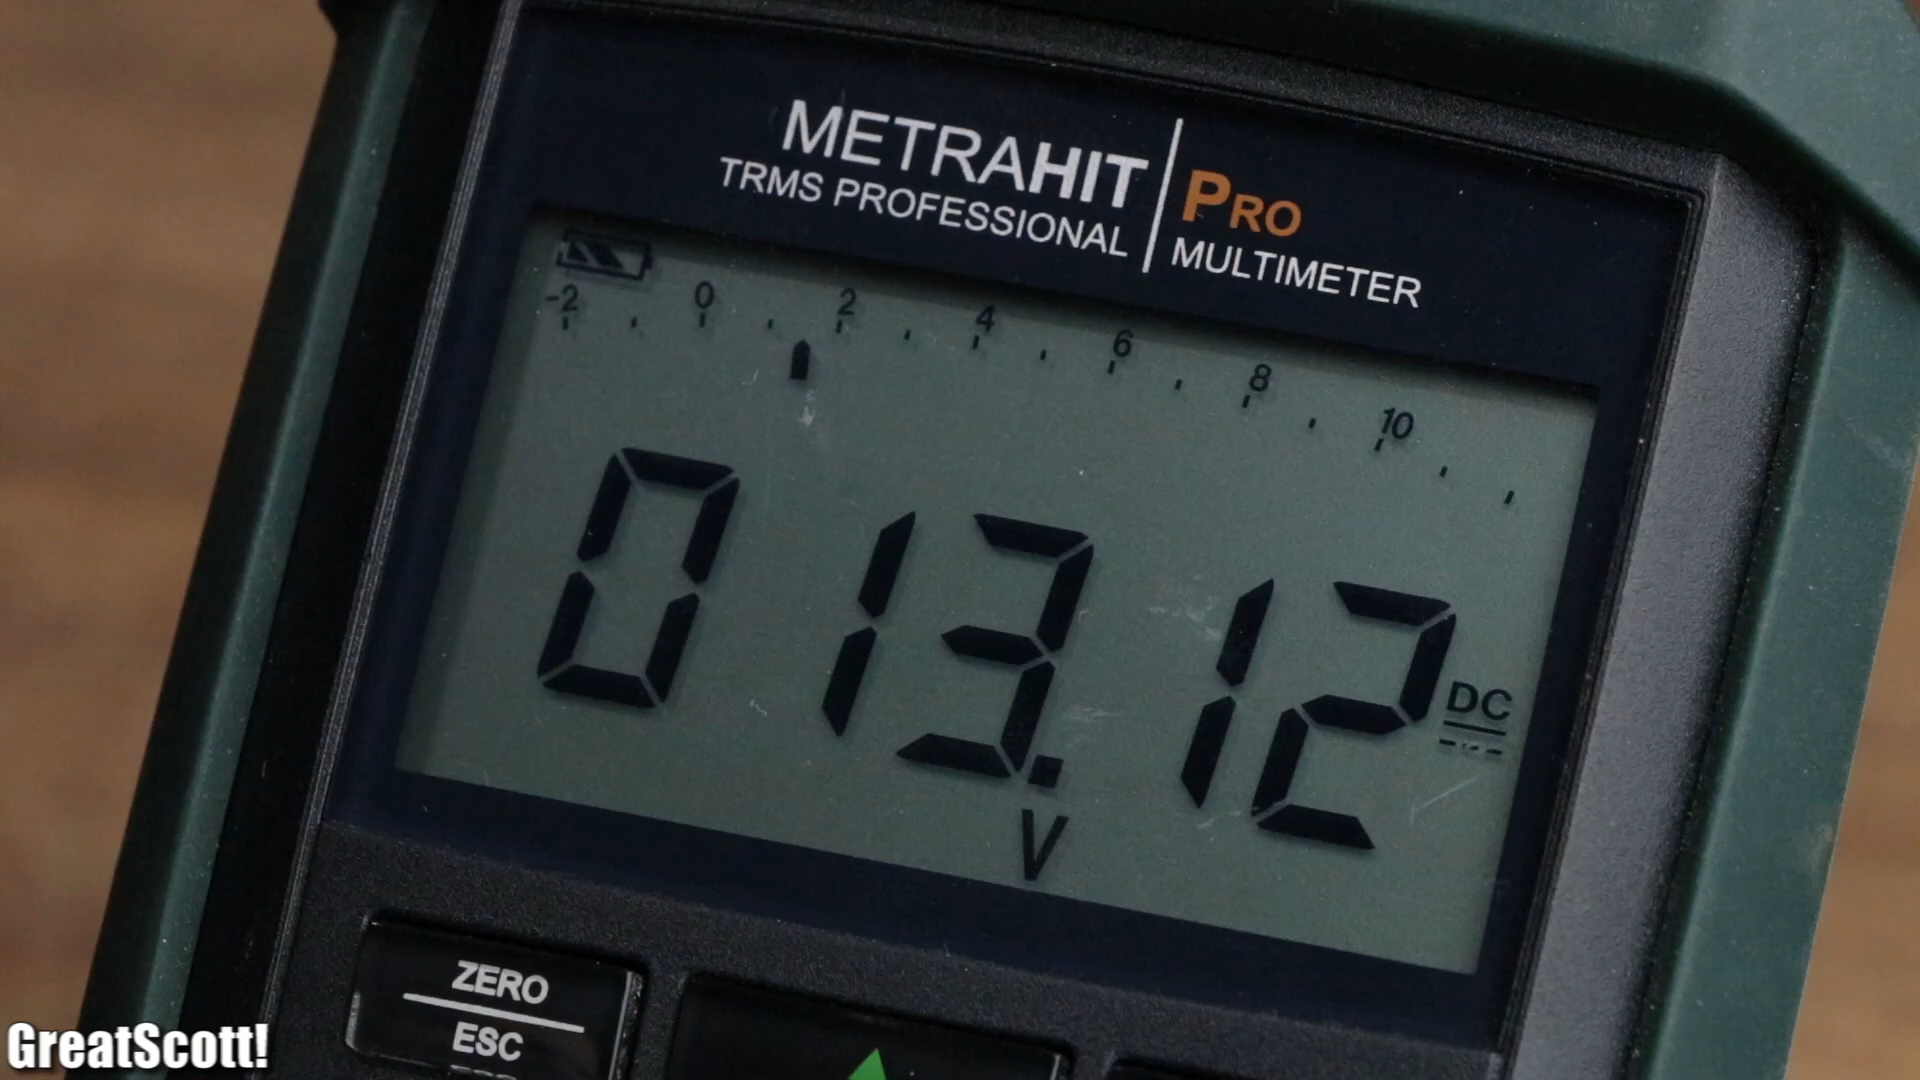 METRAHIT PRO
TRMS PROFESSIONAL MULTIMETER
-2 0 2 4 6 8 10
013.12 DC
V
ZERO
ESC
GreatScott!